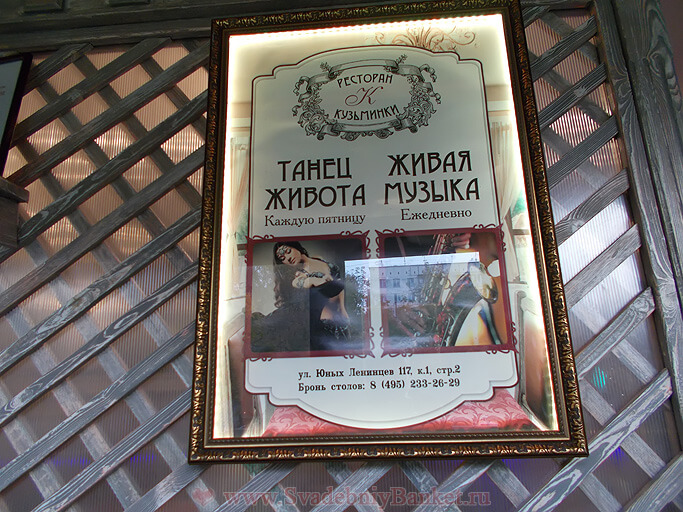 РЕСТОРАН
К
КУЗЬМИНКИ
ТАНЕЦ
ЖИВОТА
Каждую пятницу
ЖИВАЯ
МУЗЫКА
Ежедневно
ул. Юных Ленинцев 117, к.1, стр.2
Бронь столов: 8 (495) 233-26-29
www.SvadebniyBanket.ru